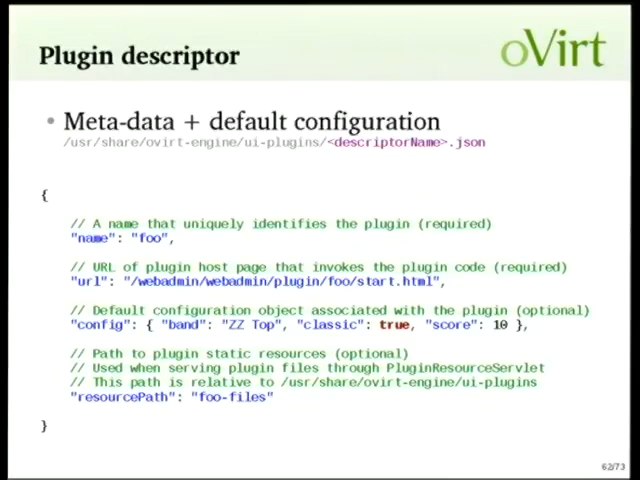 Plugin descriptor
oVirt
• Meta-data + default configuration
/usr/share/ovirt-engine/ui-plugins/<descriptorName>.json
{
// A name that uniquely identifies the plugin (required)
"name": "foo",
// URL of plugin host page that invokes the plugin code (required)
"url": "/webadmin/webadmin/plugin/foo/start.html",
// Default configuration object associated with the plugin (optional)
"config": { "band": "ZZ Top", "classic": true, "score": 10 },
// Path to plugin static resources (optional)
// Used when serving plugin files through PluginResourceServlet
// This path is relative to /usr/share/ovirt-engine/ui-plugins
"resourcePath": "foo-files"
}
62/73